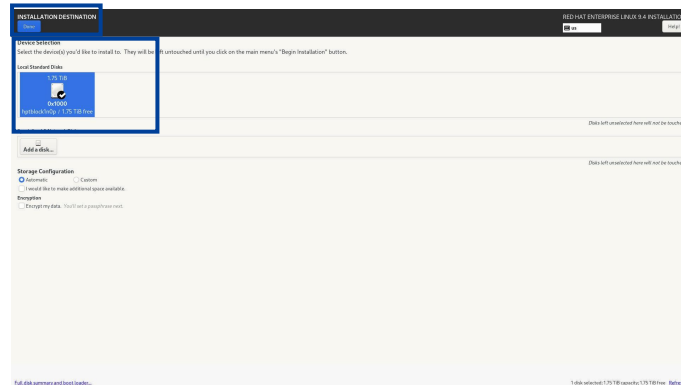 INSTALLATION DESTINATION
Done
RED HAT ENTERPRISE LINUX 9.4 INSTALLATIO
us
Help!
Device Selection
Select the device(s) you'd like to install to. They will be left untouched until you click on the main menu's "Begin Installation" button.
Local Standard Disks
1.75 TiB
0x1000
/ 1.75 TiB free
Disks left unselected here will not be touche
Add a disk...
Disks left unselected here will not be touche
Storage Configuration
Automatic
Custom
I would like to make additional space available.
Encryption
Encrypt my data. You'll set a passphrase next.
Full disk summary and boot loader...
1 disk selected; 1.75 TiB capacity; 1.75 TiB free Refre